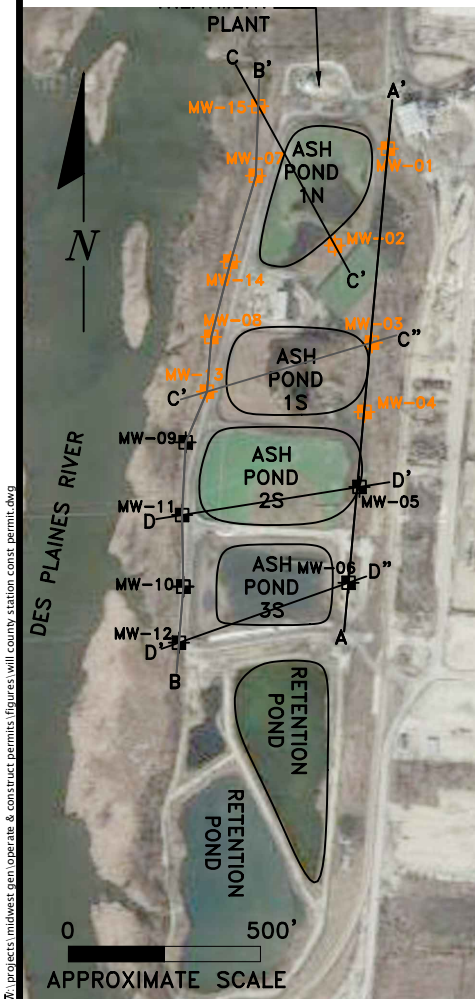 PLANT
C
B'
A'
MW-15
MW-01
MW-07
ASH
POND
1N
MW-02
C'
N
MW-14
MW-08
MW-03
C"
ASH
POND
1S
MW-13
C'
MW-04
MW-09
ASH
POND
2S
D'
MW-05
MW-11
D
DES PLAINES RIVER
ASH
POND
3S
MW-06
D"
MW-10
MW-12
D'
A
B
RETENTION
POND
RETENTION
POND
0 500'
APPROXIMATE SCALE
\projects\midwest gen\operate & construct permits\figures\will county station const permit.dwg